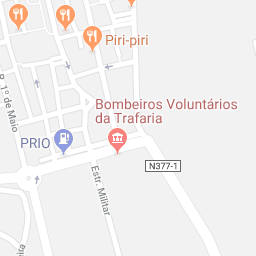 Piri-piri
Bombeiros Voluntários
da Trafaria
PRIO
N377-1
1º de Maio
Estr. Militar